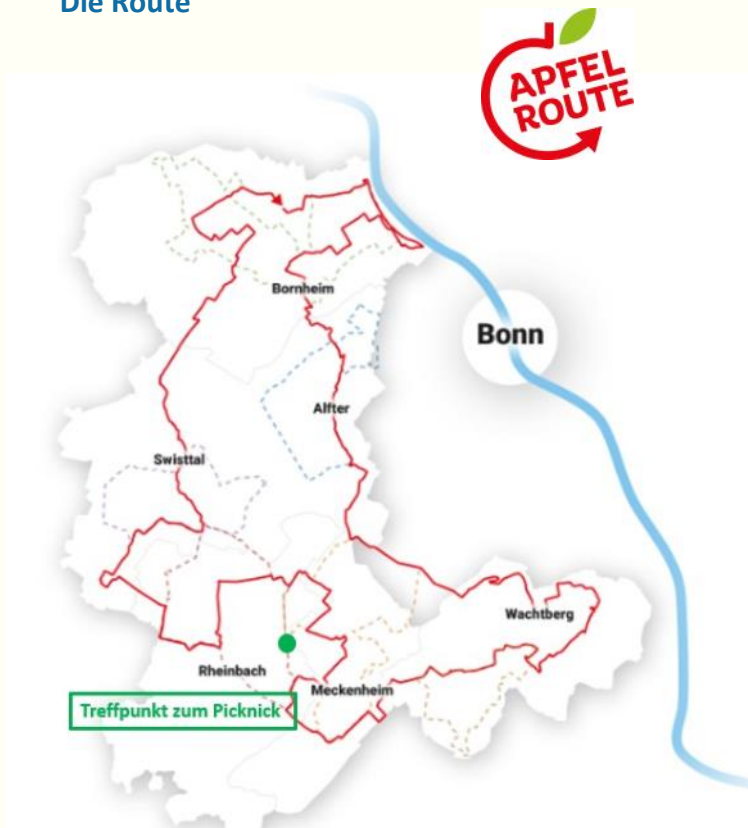 Die Route
APFEL
ROUTE
Bornheim
Bonn
Alfter
Swisttal
Wachtberg
Rheinbach
Meckenheim
Treffpunkt zum Picknick